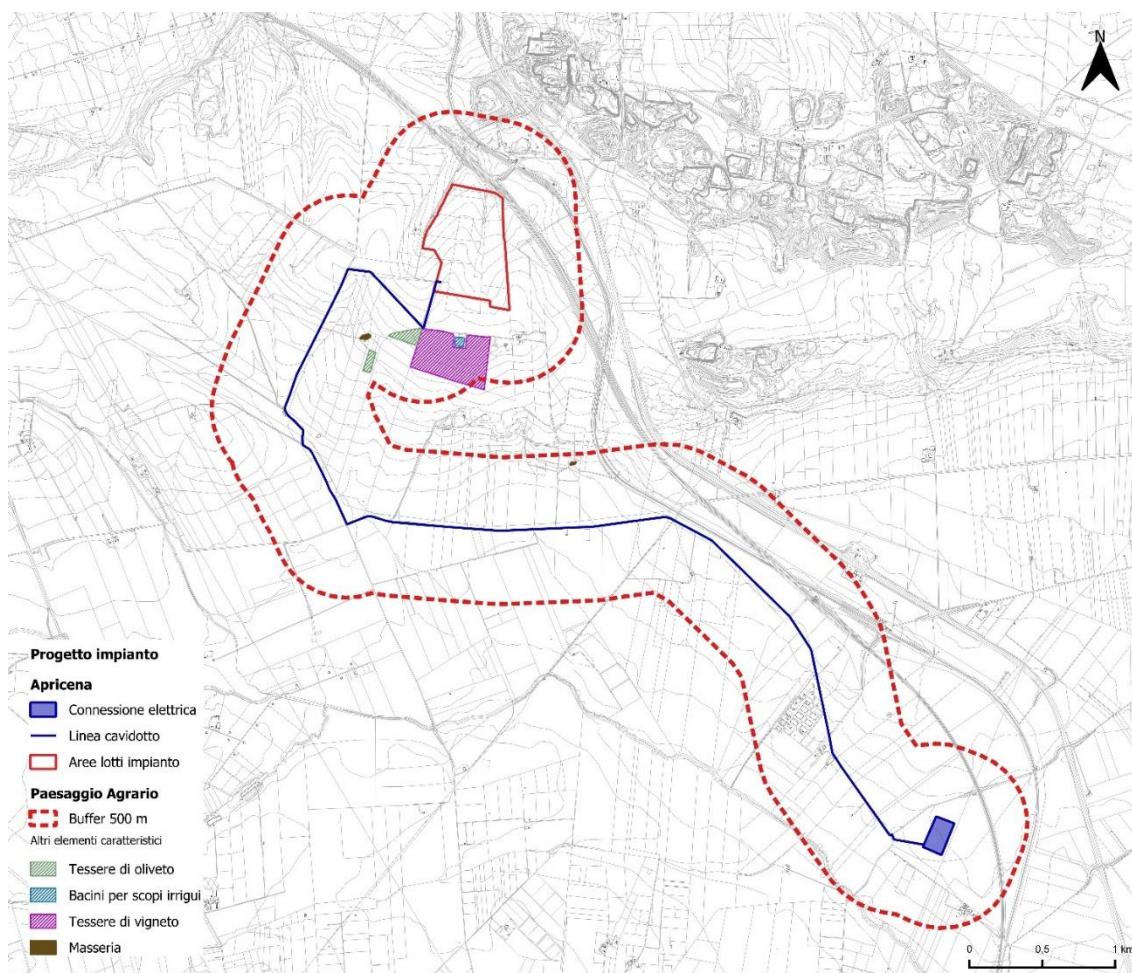 N
Progetto impianto
Apricena
Connessione elettrica
Linea cavidotto
Aree lotti impianto
Paesaggio Agrario
Buffer 500 m
Altri elementi caratteristici
Tessere di oliveto
Bacini per scopi irrigui
Tessere di vigneto
Masseria
0 0,5 1 km